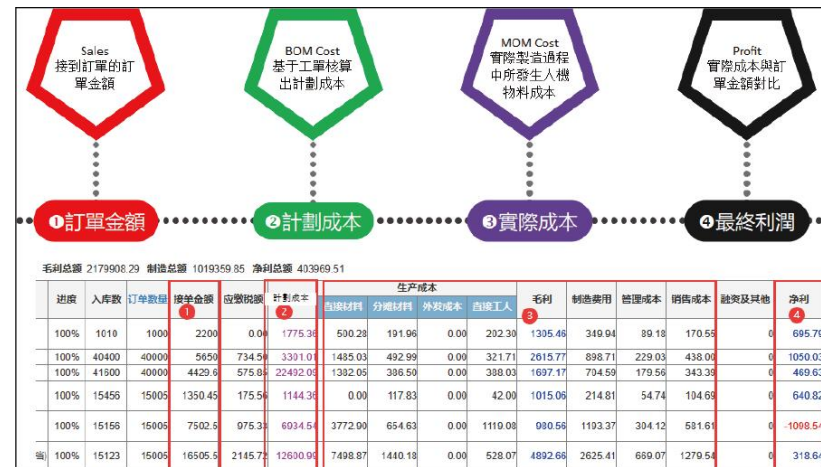 Sales
接到訂單的訂
單金額
BOM Cost
基于工單核算
出計劃成本
MOM Cost
實際製造過程
中所發生人機
物料成本
Profit
實際成本與訂
單金額對比
❶訂單金額
❷計劃成本
❸實際成本
❹最終利潤
毛利总额 2179908.29 制造总额 1019359.85 净利总额 403969.51
进度 入库数 订单数量 接单金额 应缴税额 计劃成本 生产成本 毛利 制造费用 管理成本 销售成本 融资及其他 净利
直接材料 分摊材料 外发成本 直接工人
1 2 3 4
100% 1010 1000 2200 0.00 1775.36 500.28 191.96 0.00 202.30 1305.46 349.94 89.18 170.55 0 695.79
100% 40400 40000 5650 734.50 3301.01 1485.03 492.99 0.00 321.71 2615.77 898.71 229.03 438.00 0 1050.03
100% 41600 40000 4429.6 575.85 22492.09 1382.05 386.50 0.00 388.03 1697.17 704.59 179.56 343.39 0 469.63
100% 15456 15005 1350.45 175.56 1144.36 0.00 117.83 0.00 42.00 1015.06 214.81 54.74 104.69 0 640.82
100% 15156 15005 7502.5 975.33 6934.54 3772.90 654.63 0.00 1119.08 980.56 1193.37 304.12 581.61 0 -1098.54
100% 15123 15005 16505.5 2145.72 12600.99 7498.87 1440.18 0.00 528.07 4892.66 2625.41 669.07 1279.54 0 318.64